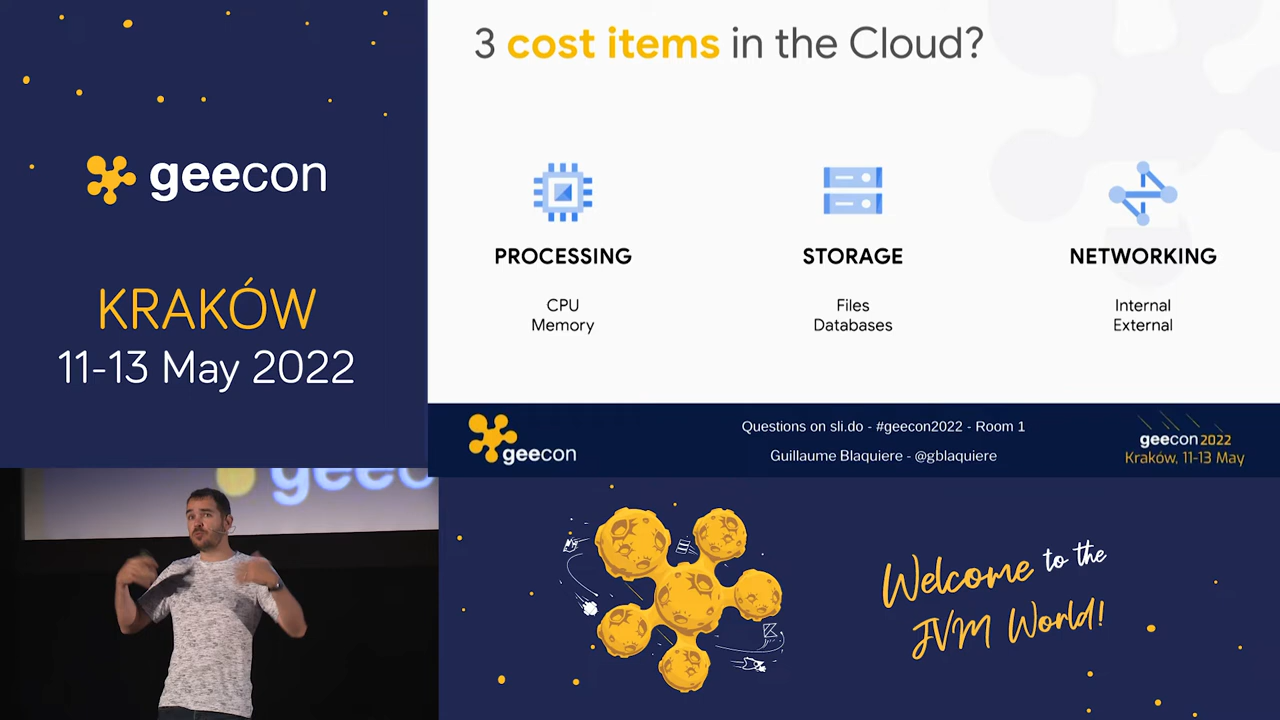 geecon
KRAKÓW
11-13 May 2022
3 cost items in the Cloud?
PROCESSING
CPU
Memory
STORAGE
Files
Databases
NETWORKING
Internal
External
geecon
Questions on sli.do - #geecon2022 - Room 1
Guillaume Blaquiere - @gblaquiere
geecon 2022
Kraków, 11-13 May
geeco
Welcome to the
JVM World!